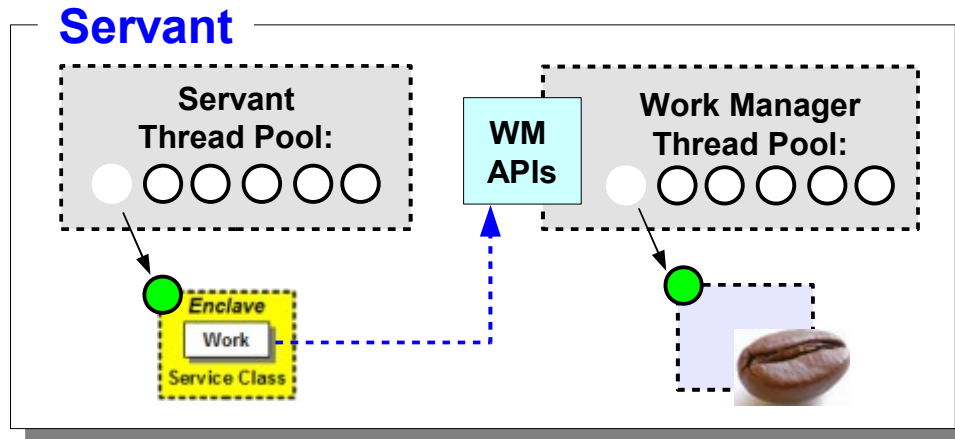 Servant
Servant
Thread Pool:
WM
APIs
Work Manager
Thread Pool:
Enclave
Work
Service Class